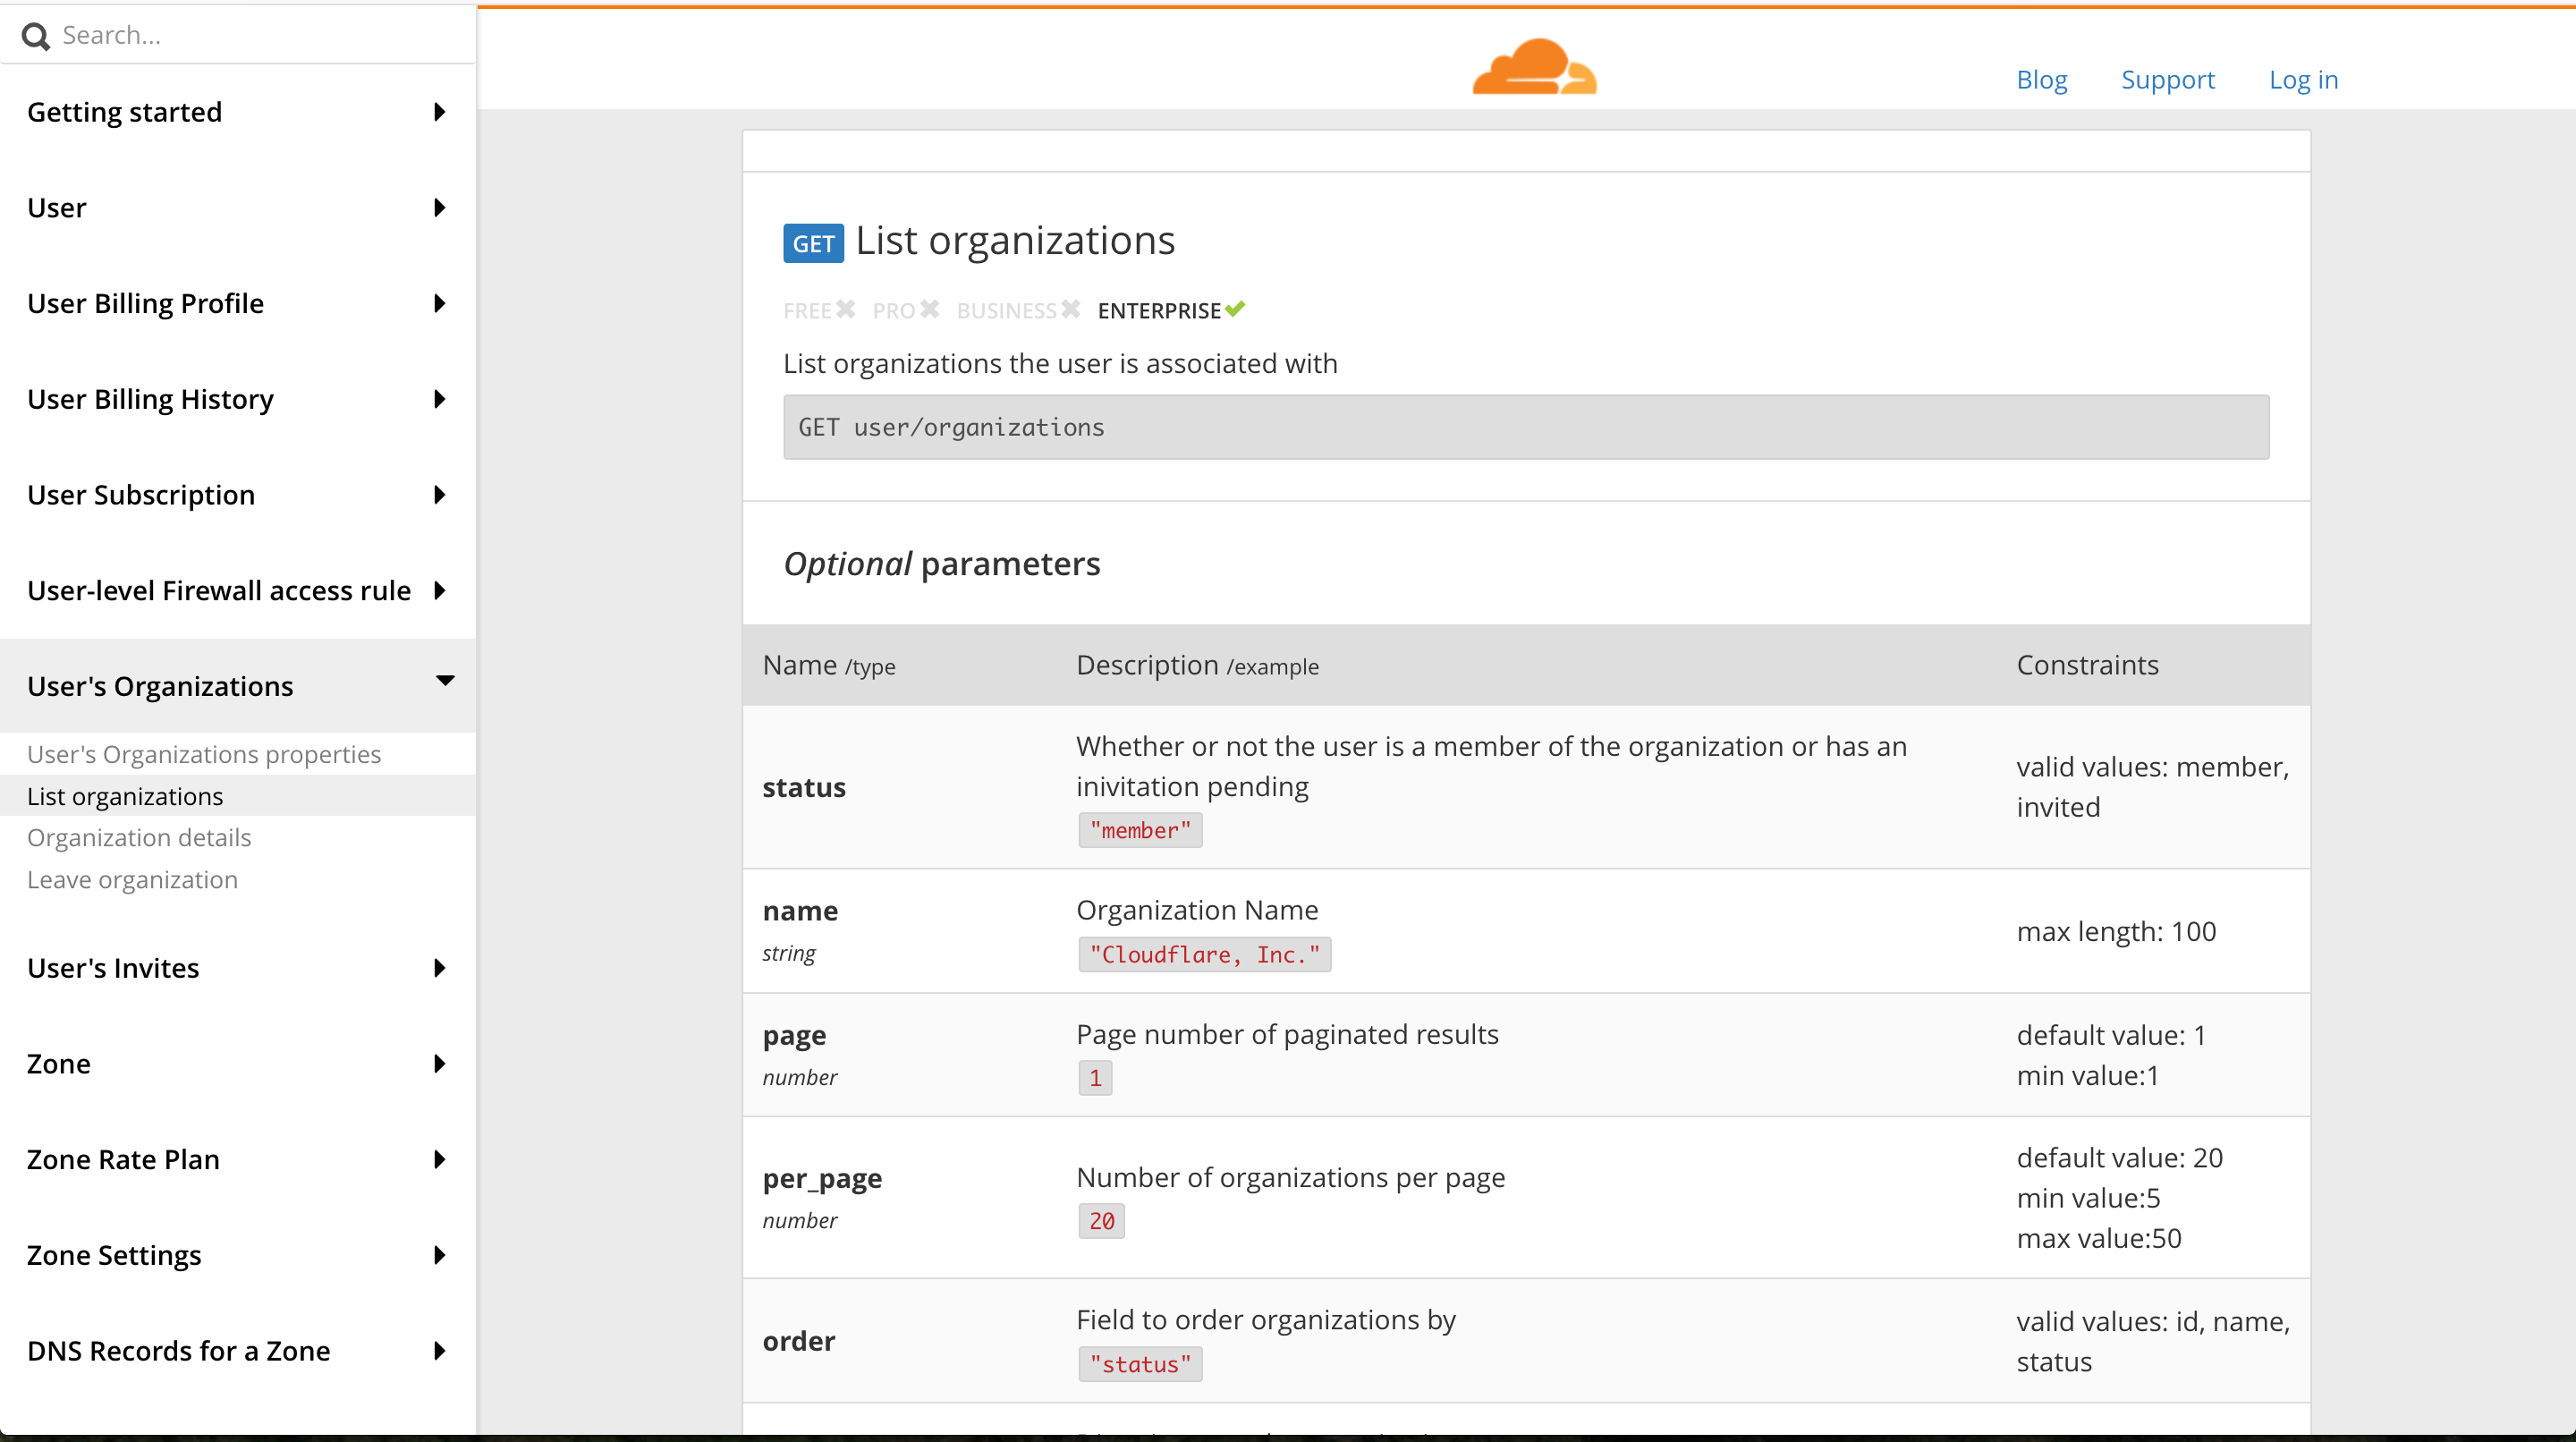 Search...
Getting started
User
User Billing Profile
User Billing History
User Subscription
User-level Firewall access rule
User's Organizations
User's Organizations properties
List organizations
Organization details
Leave organization
User's Invites
Zone
Zone Rate Plan
Zone Settings
DNS Records for a Zone
Blog Support Log in
GET List organizations
FREE PRO BUSINESS ENTERPRISE
List organizations the user is associated with
GET user/organizations
Optional parameters
Name /type Description /example Constraints
status
Whether or not the user is a member of the organization or has an
inivitation pending
"member"
valid values: member,
invited
name
string
Organization Name
"Cloudflare, Inc."
max length: 100
page
number
Page number of paginated results
1
default value: 1
min value:1
per_page
number
Number of organizations per page
20
default value: 20
min value:5
max value:50
order
Field to order organizations by
"status"
valid values: id, name,
status